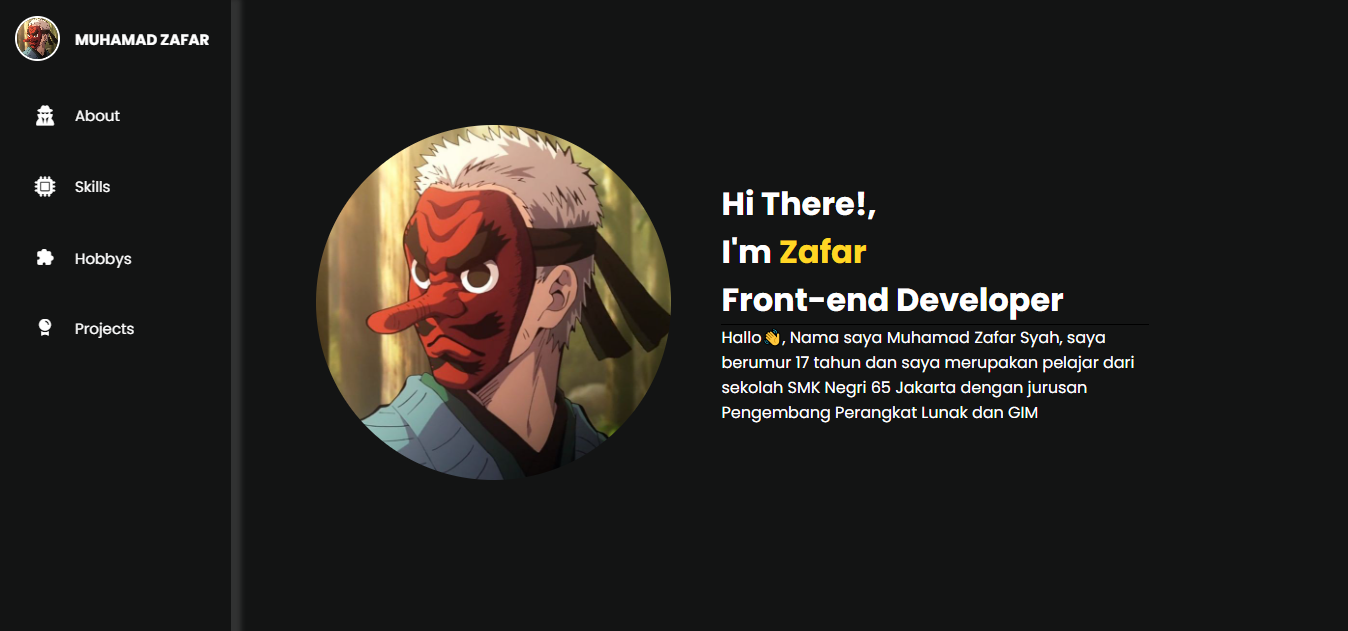 MUHAMAD ZAFAR
About
Skills
Hobbys
Projects
Hi There!,
I'm Zafar
Front-end Developer
Hallo👋, Nama saya Muhamad Zafar Syah, saya
berumur 17 tahun dan saya merupakan pelajar dari
sekolah SMK Negri 65 Jakarta dengan jurusan
Pengembang Perangkat Lunak dan GIM